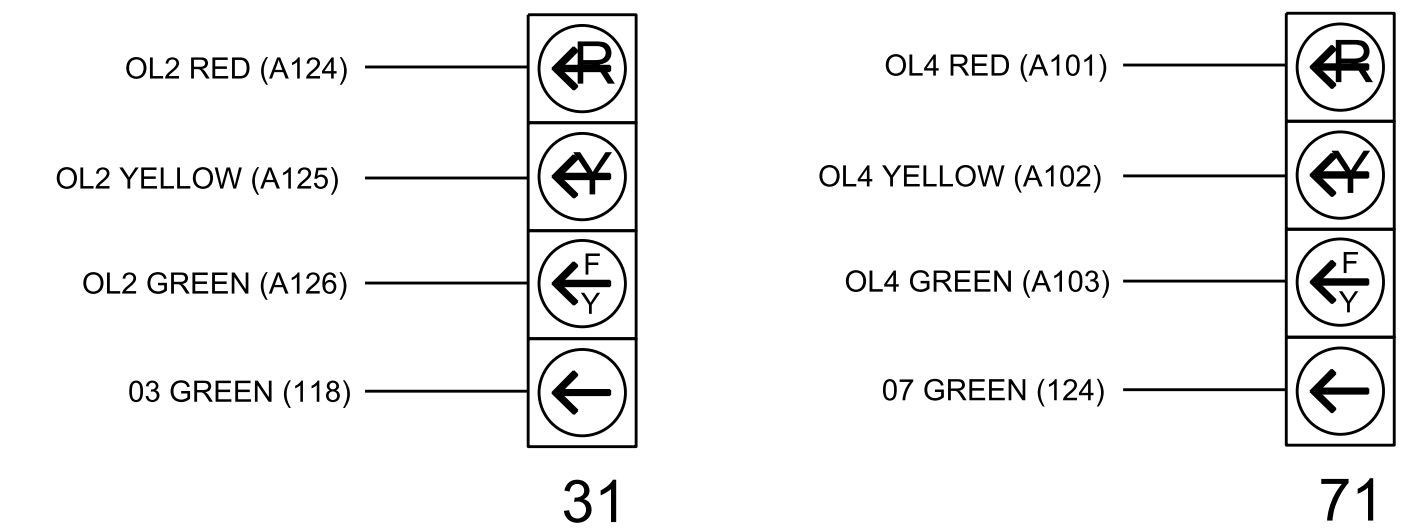 OL2 RED (A124)
R
OL2 YELLOW (A125)
Y
OL2 GREEN (A126)
F
Y
03 GREEN (118)
31
OL4 RED (A101)
R
OL4 YELLOW (A102)
Y
OL4 GREEN (A103)
F
Y
07 GREEN (124)
71